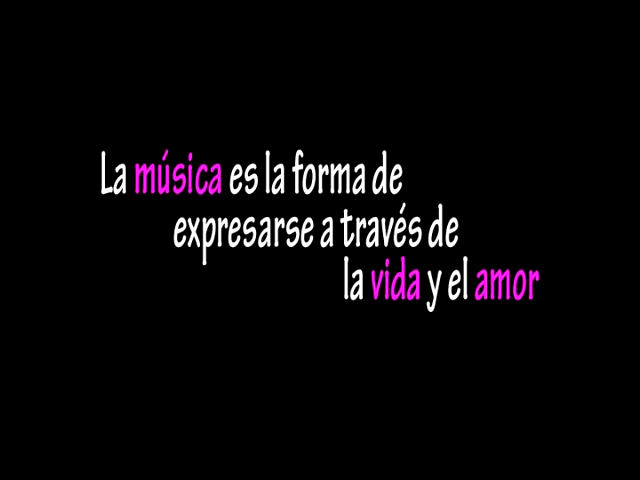 La música es la forma de
expresarse a través de
la vida y el amor